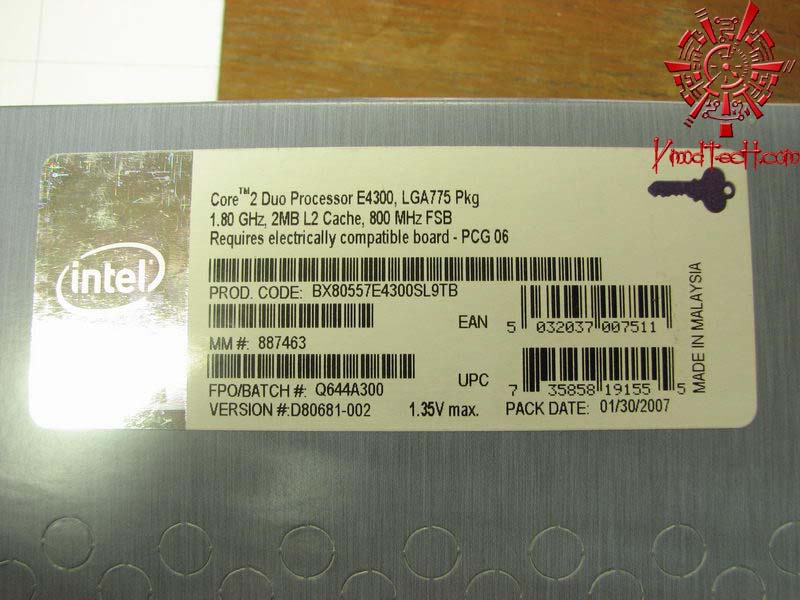 VmodTecH.com
intel
Core™2 Duo Processor E4300, LGA775 Pkg
1.80 GHz, 2MB L2 Cache, 800 MHz FSB
Requires electrically compatible board - PCG 06
PROD. CODE: BX80557E4300SL9TB
MM #: 887463
FPO/BATCH #: Q644A300
VERSION #:D80681-002 1.35V max. PACK DATE: 01/30/2007
EAN 5 032037 007511
UPC 7 35858 19155 5
MADE IN MALAYSIA